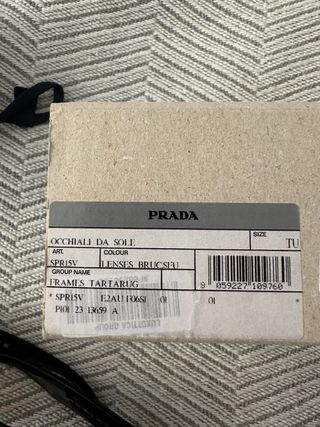 PRADA
SIZE
OCCHIALI DA SOLE TU
ART. COLOUR
SPR15V LENSES BRUCSFU
GROUP NAME
FRAMES TARTARUG
8 059227 109760
* SPR15V E2AU F06SI 01 01 *
P101 23 13659 A
LUXOTTICA GROUP